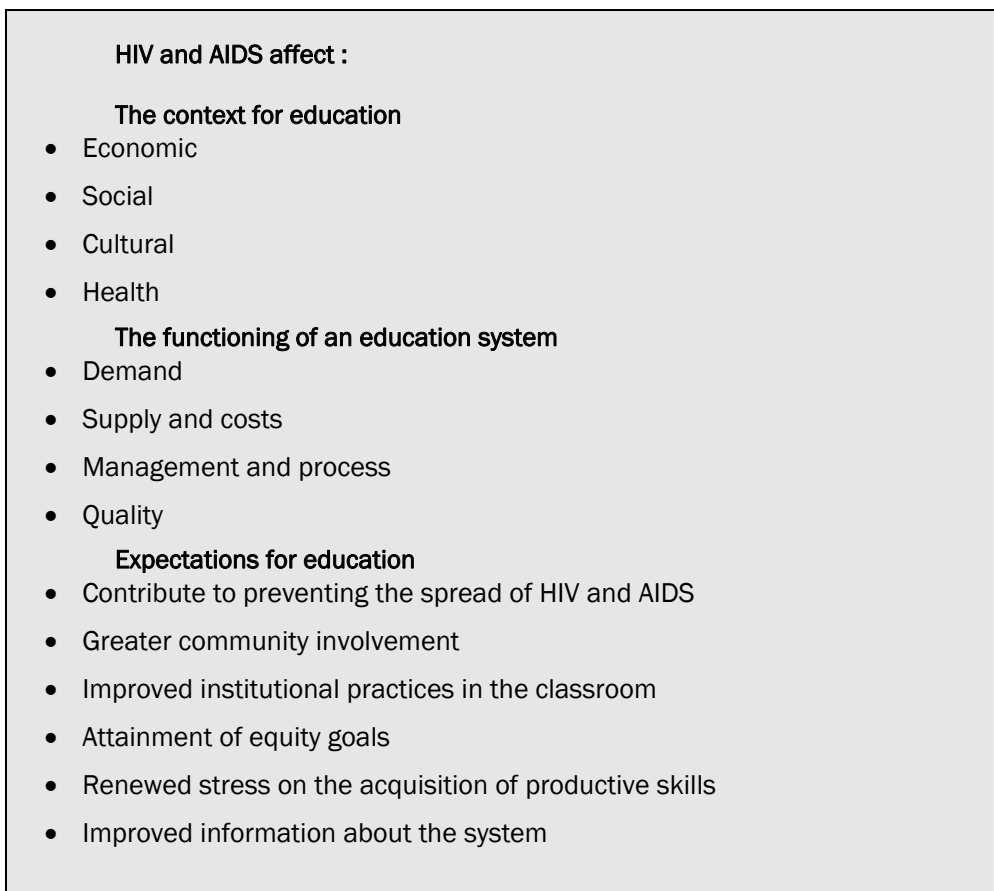 HIV and AIDS affect :
The context for education
• Economic
• Social
• Cultural
• Health
The functioning of an education system
• Demand
• Supply and costs
• Management and process
• Quality
Expectations for education
• Contribute to preventing the spread of HIV and AIDS
• Greater community involvement
• Improved institutional practices in the classroom
• Attainment of equity goals
• Renewed stress on the acquisition of productive skills
• Improved information about the system